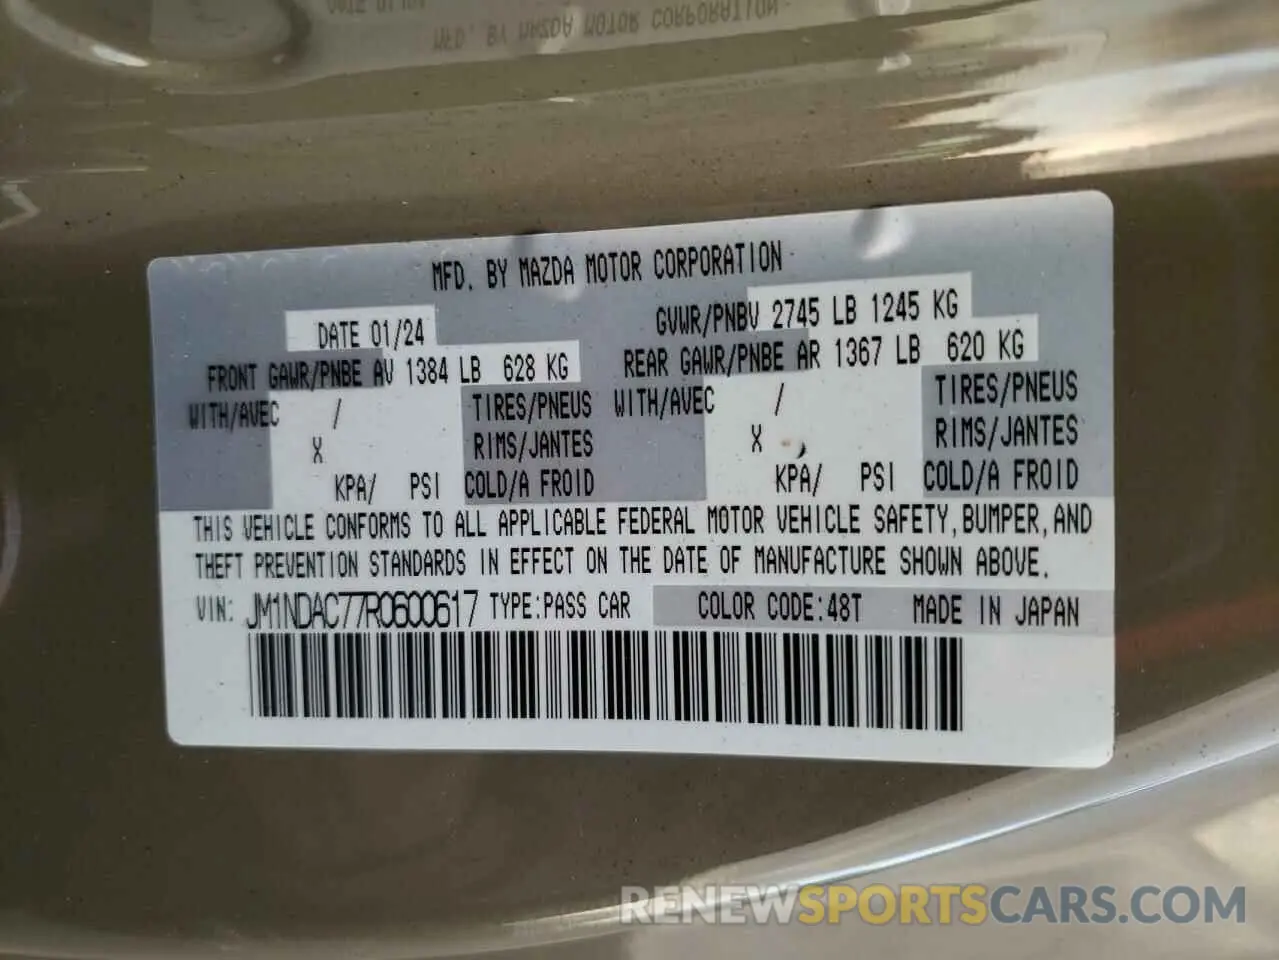 MFD. BY MAZDA MOTOR CORPORATION
DATE 01/24
GVWR/PNBV 2745 LB 1245 KG
FRONT GAWR/PNBE AV 1384 LB 628 KG
REAR GAWR/PNBE AR 1367 LB 620 KG
WITH/AVEC / TIRES/PNEUS WITH/AVEC / TIRES/PNEUS
X RIMS/JANTES X , RIMS/JANTES
KPA/ PSI COLD/A FROID KPA/ PSI COLD/A FROID
THIS VEHICLE CONFORMS TO ALL APPLICABLE FEDERAL MOTOR VEHICLE SAFETY, BUMPER, AND
THEFT PREVENTION STANDARDS IN EFFECT ON THE DATE OF MANUFACTURE SHOWN ABOVE.
VIN: JM1NDAC77R0600617 TYPE:PASS CAR COLOR CODE:48T MADE IN JAPAN
RENEWSPORTSCARS.COM